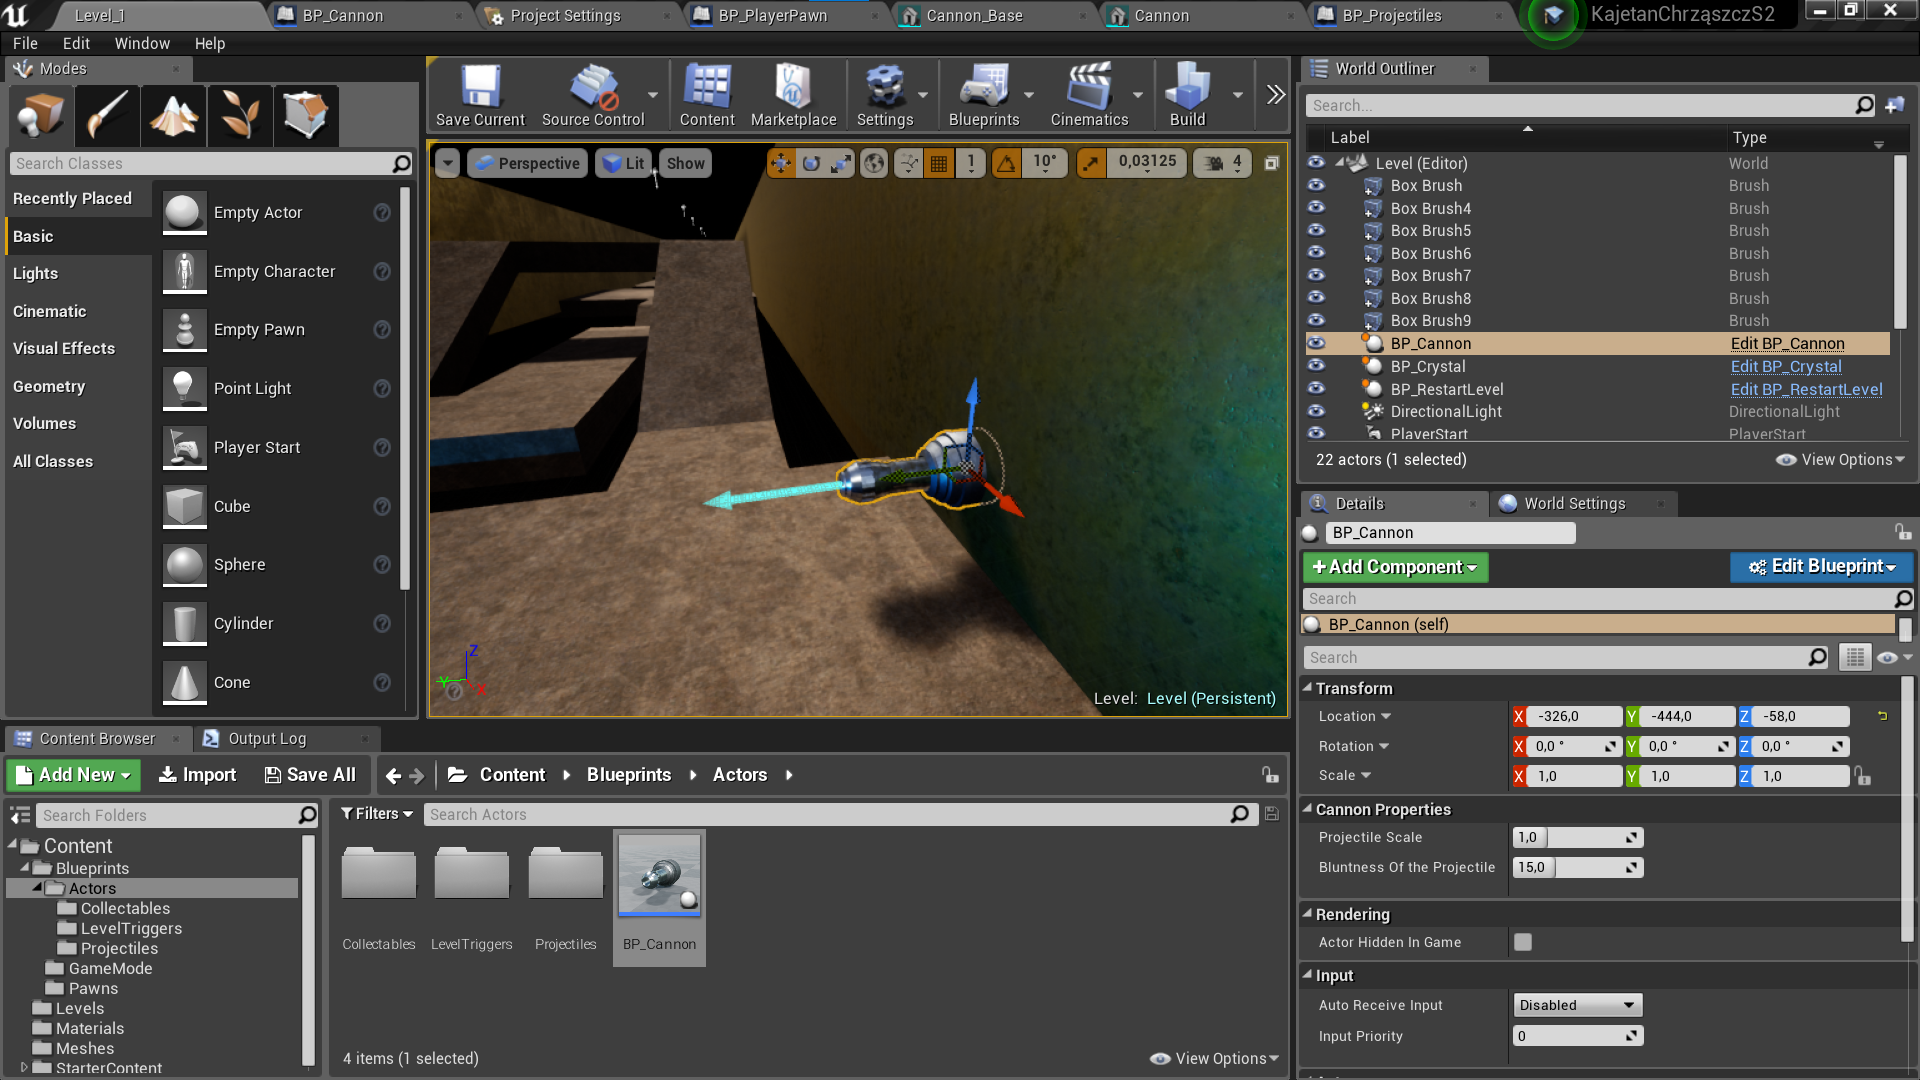 Level_1
BP_Cannon
Project Settings
BP_PlayerPawn
Cannon_Base
Cannon
BP_Projectiles
KajetanChrząszczS2
File Edit Window Help
Modes
Search Classes
Recently Placed
Basic
Lights
Cinematic
Visual Effects
Geometry
Volumes
All Classes
Empty Actor
Empty Character
Empty Pawn
Point Light
Player Start
Cube
Sphere
Cylinder
Cone
Save Current
Source Control
Content
Marketplace
Settings
Blueprints
Cinematics
Build
Perspective
Lit
Show
1
10°
0,03125
4
Z
Y
X
Level: Level (Persistent)
World Outliner
Search...
Label Type
Level (Editor) World
Box Brush Brush
Box Brush4 Brush
Box Brush5 Brush
Box Brush6 Brush
Box Brush7 Brush
Box Brush8 Brush
Box Brush9 Brush
BP_Cannon Edit BP_Cannon
BP_Crystal Edit BP_Crystal
BP_RestartLevel Edit BP_RestartLevel
DirectionalLight DirectionalLight
PlayerStart PlayerStart
22 actors (1 selected) View Options
Details
World Settings
BP_Cannon
+Add Component
Edit Blueprint
Search
BP_Cannon (self)
Search
Transform
Location X -326,0 Y -444,0 Z -58,0
Rotation X 0,0 ° Y 0,0 ° Z 0,0 °
Scale X 1,0 Y 1,0 Z 1,0
Cannon Properties
Projectile Scale 1,0
Bluntness Of the Projectile 15,0
Rendering
Actor Hidden In Game
Input
Auto Receive Input Disabled
Input Priority 0
Content Browser
Output Log
Add New
Import
Save All
Content
Blueprints
Actors
Search Folders
Content
Blueprints
Actors
Collectables
LevelTriggers
Projectiles
GameMode
Pawns
Levels
Materials
Meshes
StarterContent
Filters
Search Actors
Collectables
LevelTriggers
Projectiles
BP_Cannon
4 items (1 selected)
View Options